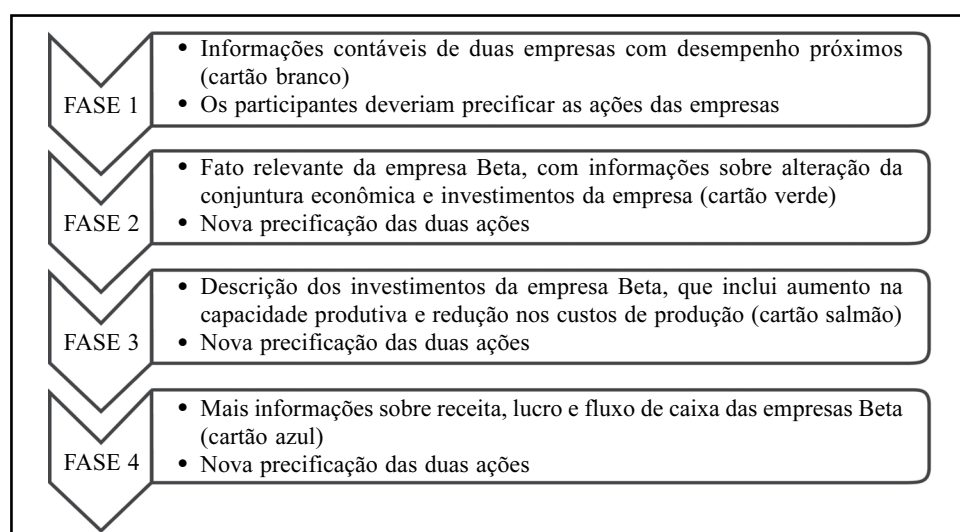 • Informações contáveis de duas empresas com desempenho próximos
(cartão branco)
FASE 1
• Os participantes deveriam precificar as ações das empresas
• Fato relevante da empresa Beta, com informações sobre alteração da
conjuntura econômica e investimentos da empresa (cartão verde)
FASE 2
• Nova precificação das duas ações
• Descrição dos investimentos da empresa Beta, que inclui aumento na
capacidade produtiva e redução nos custos de produção (cartão salmão)
FASE 3
• Nova precificação das duas ações
• Mais informações sobre receita, lucro e fluxo de caixa das empresas Beta
(cartão azul)
FASE 4
• Nova precificação das duas ações